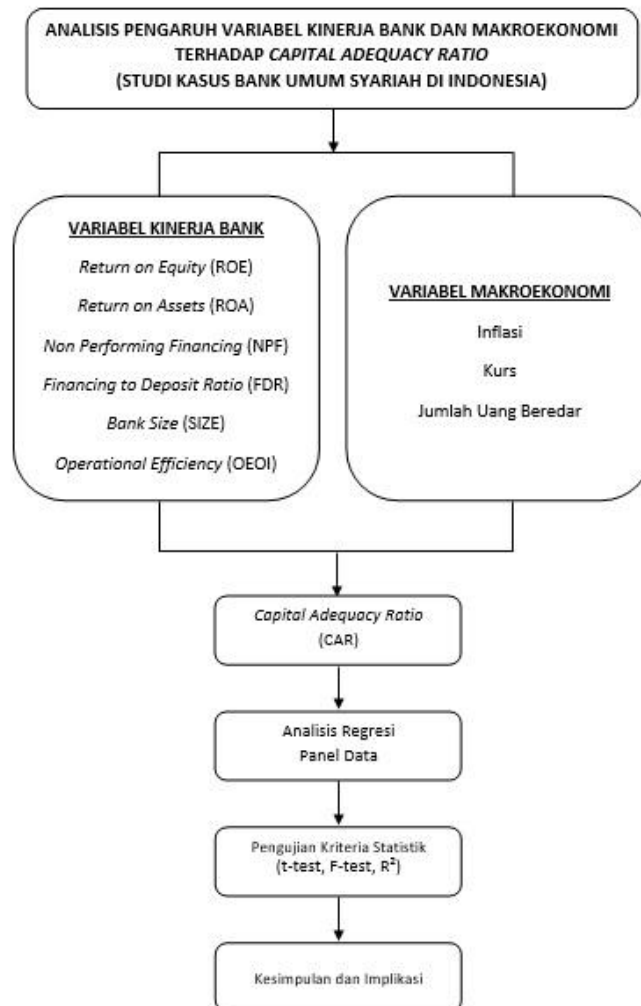 ANALISIS PENGARUH VARIABEL KINERJA BANK DAN MAKROEKONOMI
TERHADAP CAPITAL ADEQUACY RATIO
(STUDI KASUS BANK UMUM SYARIAH DI INDONESIA)
VARIABEL KINERJA BANK
Return on Equity (ROE)
Return on Assets (ROA)
Non Performing Financing (NPF)
Financing to Deposit Ratio (FDR)
Bank Size (SIZE)
Operational Efficiency (OEOI)
VARIABEL MAKROEKONOMI
Inflasi
Kurs
Jumlah Uang Beredar
Capital Adequacy Ratio
(CAR)
Analisis Regresi
Panel Data
Pengujian Kriteria Statistik
(t-test, F-test, R²)
Kesimpulan dan Implikasi